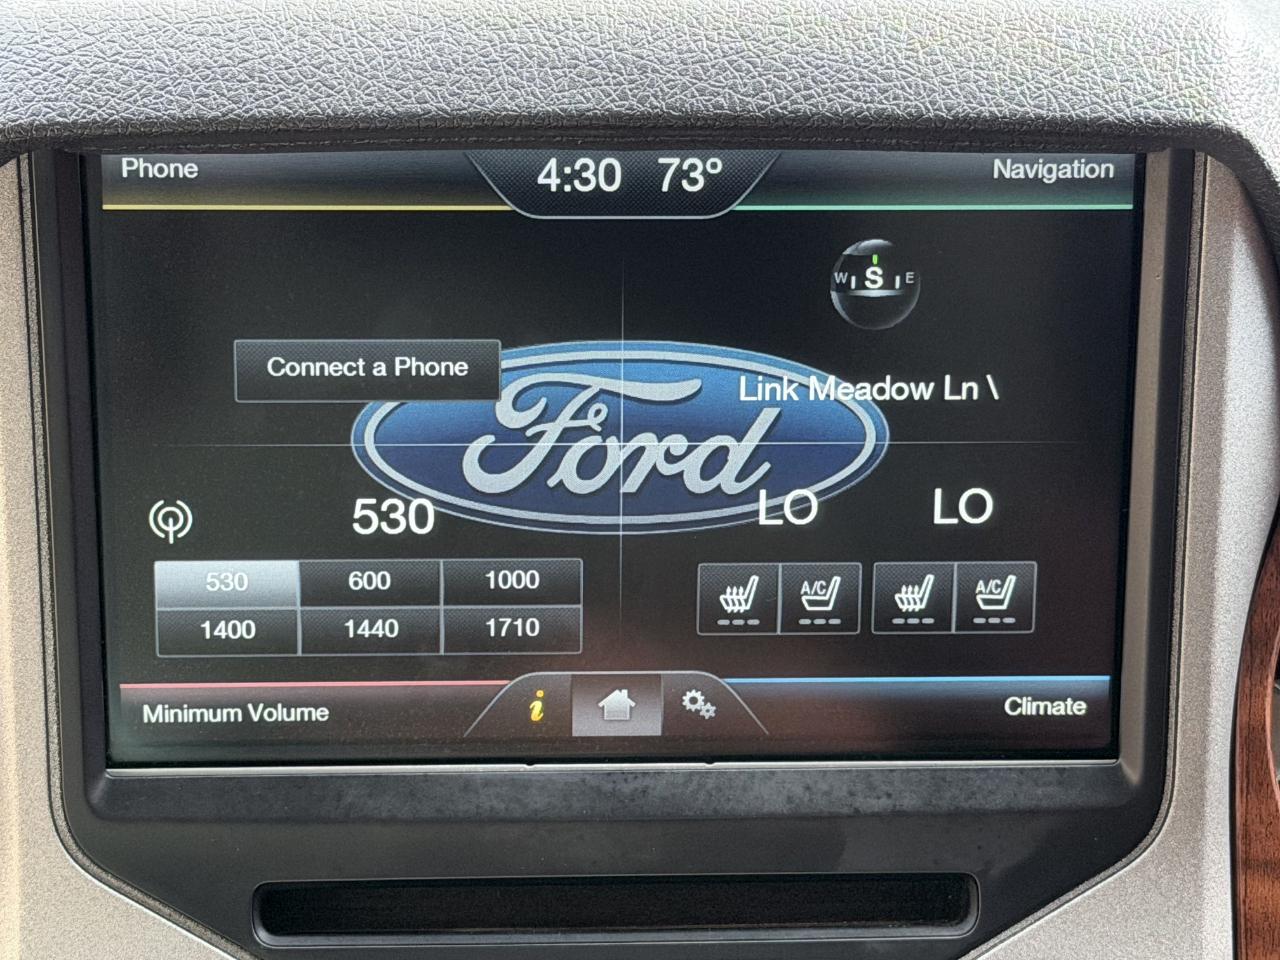 Phone
4:30 73°
Navigation
W S E
Connect a Phone
Link Meadow Ln \
Ford
530
LO LO
530 600 1000
1400 1440 1710
A/C A/C
Minimum Volume
i
Climate